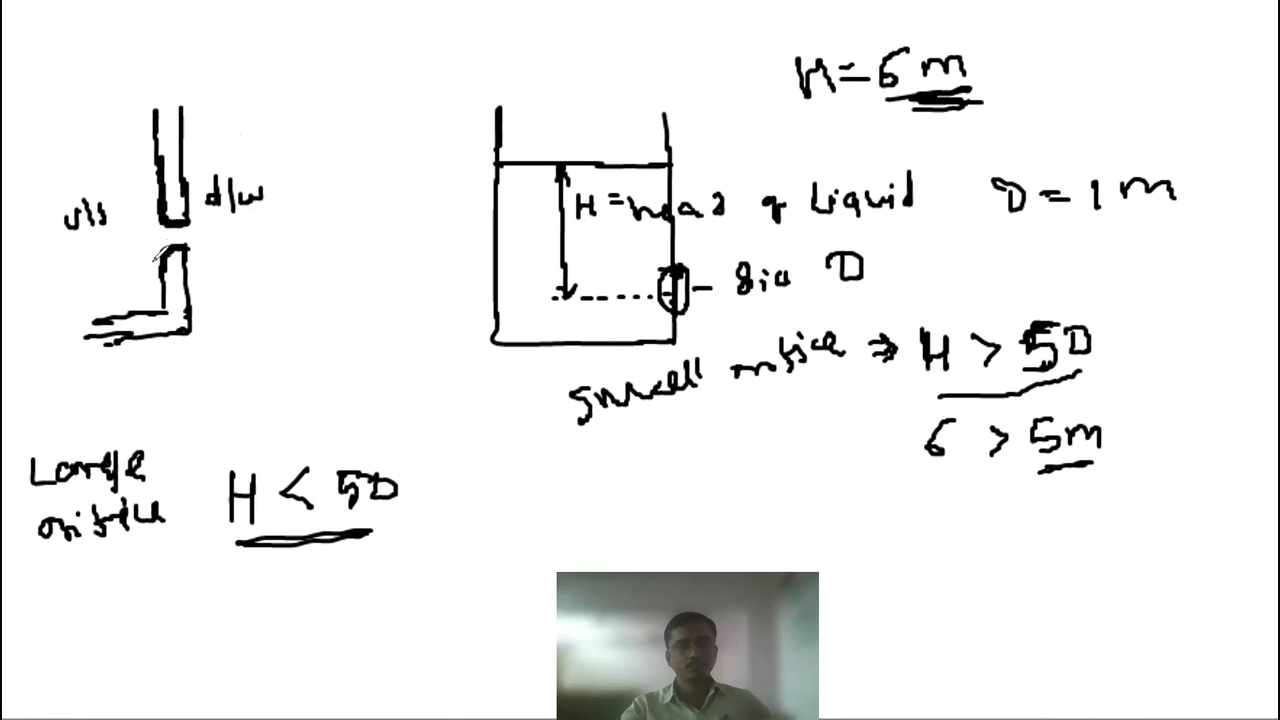 H = 6 m
u/s
d/w
H = head of Liquid
D = 1 m
dia D
Small orifice ⇒ H > 5D
6 > 5m
Large
orifice
H < 5D